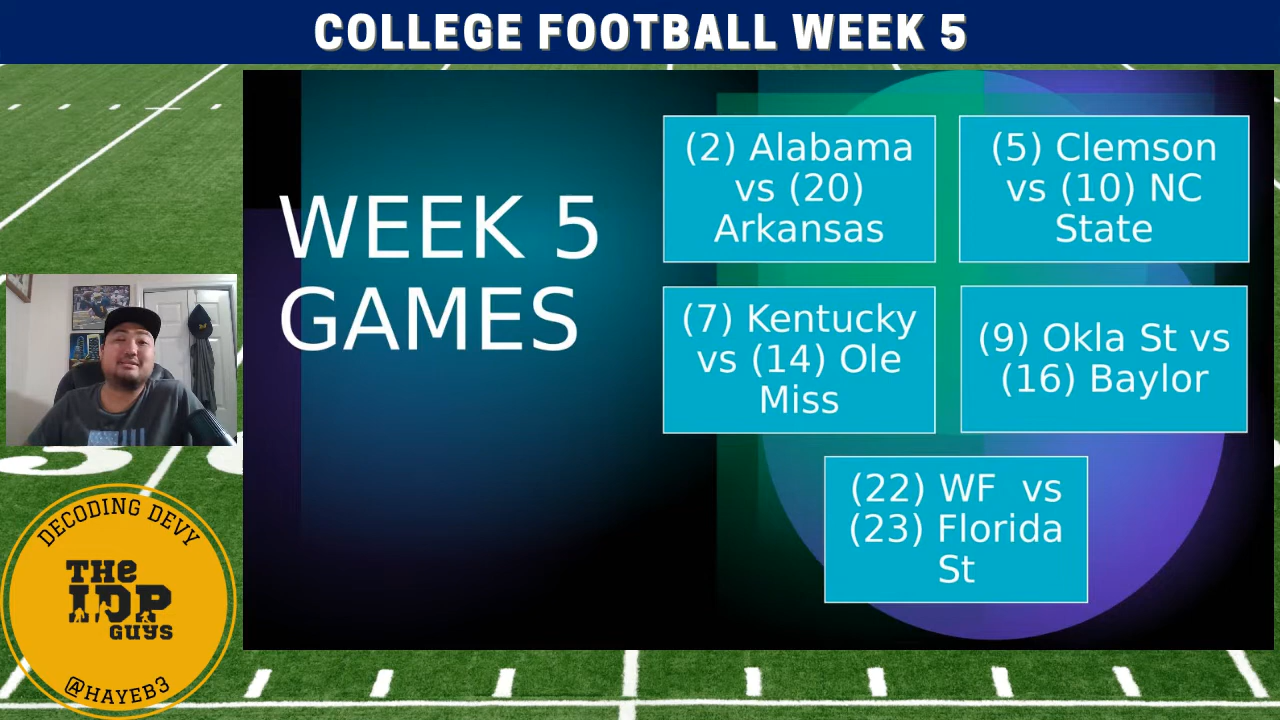 COLLEGE FOOTBALL WEEK 5
WEEK 5
GAMES
(2) Alabama
vs (20)
Arkansas
(5) Clemson
vs (10) NC
State
(7) Kentucky
vs (14) Ole
Miss
(9) Okla St vs
(16) Baylor
(22) WF  vs
(23) Florida
St
DECODING DEVY
THe
IDP
GUYS
@HAYEB3